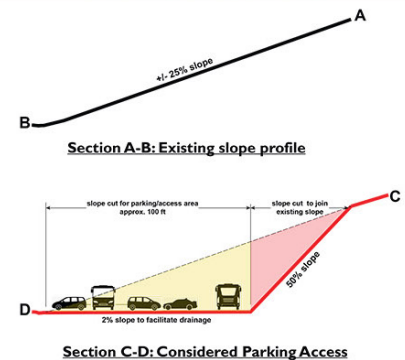 A
+/- 25% slope
B
Section A-B: Existing slope profile
C
slope cut for parking/access area
approx. 100 ft
slope cut to join
existing slope
50% slope
D
2% slope to facilitate drainage
Section C-D: Considered Parking Access